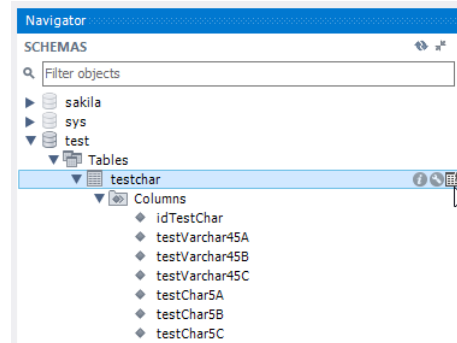 Navigator
SCHEMAS
Filter objects
sakila
sys
test
Tables
testchar
Columns
idTestChar
testVarchar45A
testVarchar45B
testVarchar45C
testChar5A
testChar5B
testChar5C